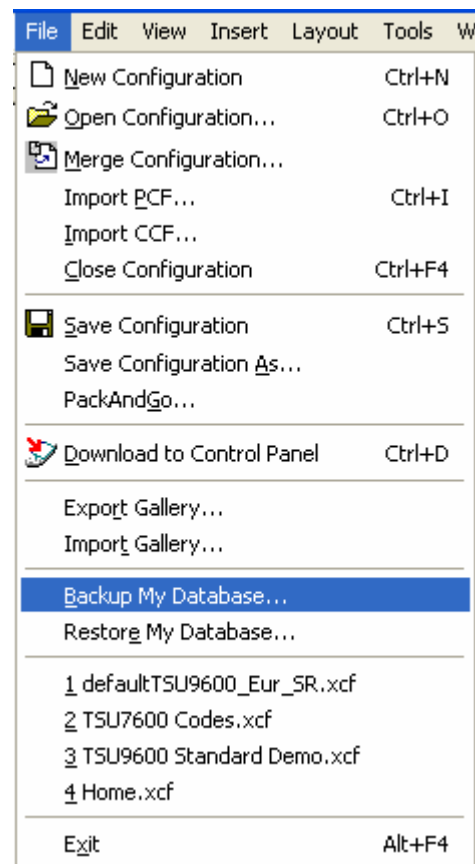 File Edit View Insert Layout Tools W
New Configuration Ctrl+N
Open Configuration... Ctrl+O
Merge Configuration...
Import PCF... Ctrl+I
Import CCF...
Close Configuration Ctrl+F4
Save Configuration Ctrl+S
Save Configuration As...
PackAndGo...
Download to Control Panel Ctrl+D
Export Gallery...
Import Gallery...
Backup My Database...
Restore My Database...
1 defaultTSU9600_Eur_SR.xcf
2 TSU7600 Codes.xcf
3 TSU9600 Standard Demo.xcf
4 Home.xcf
Exit Alt+F4